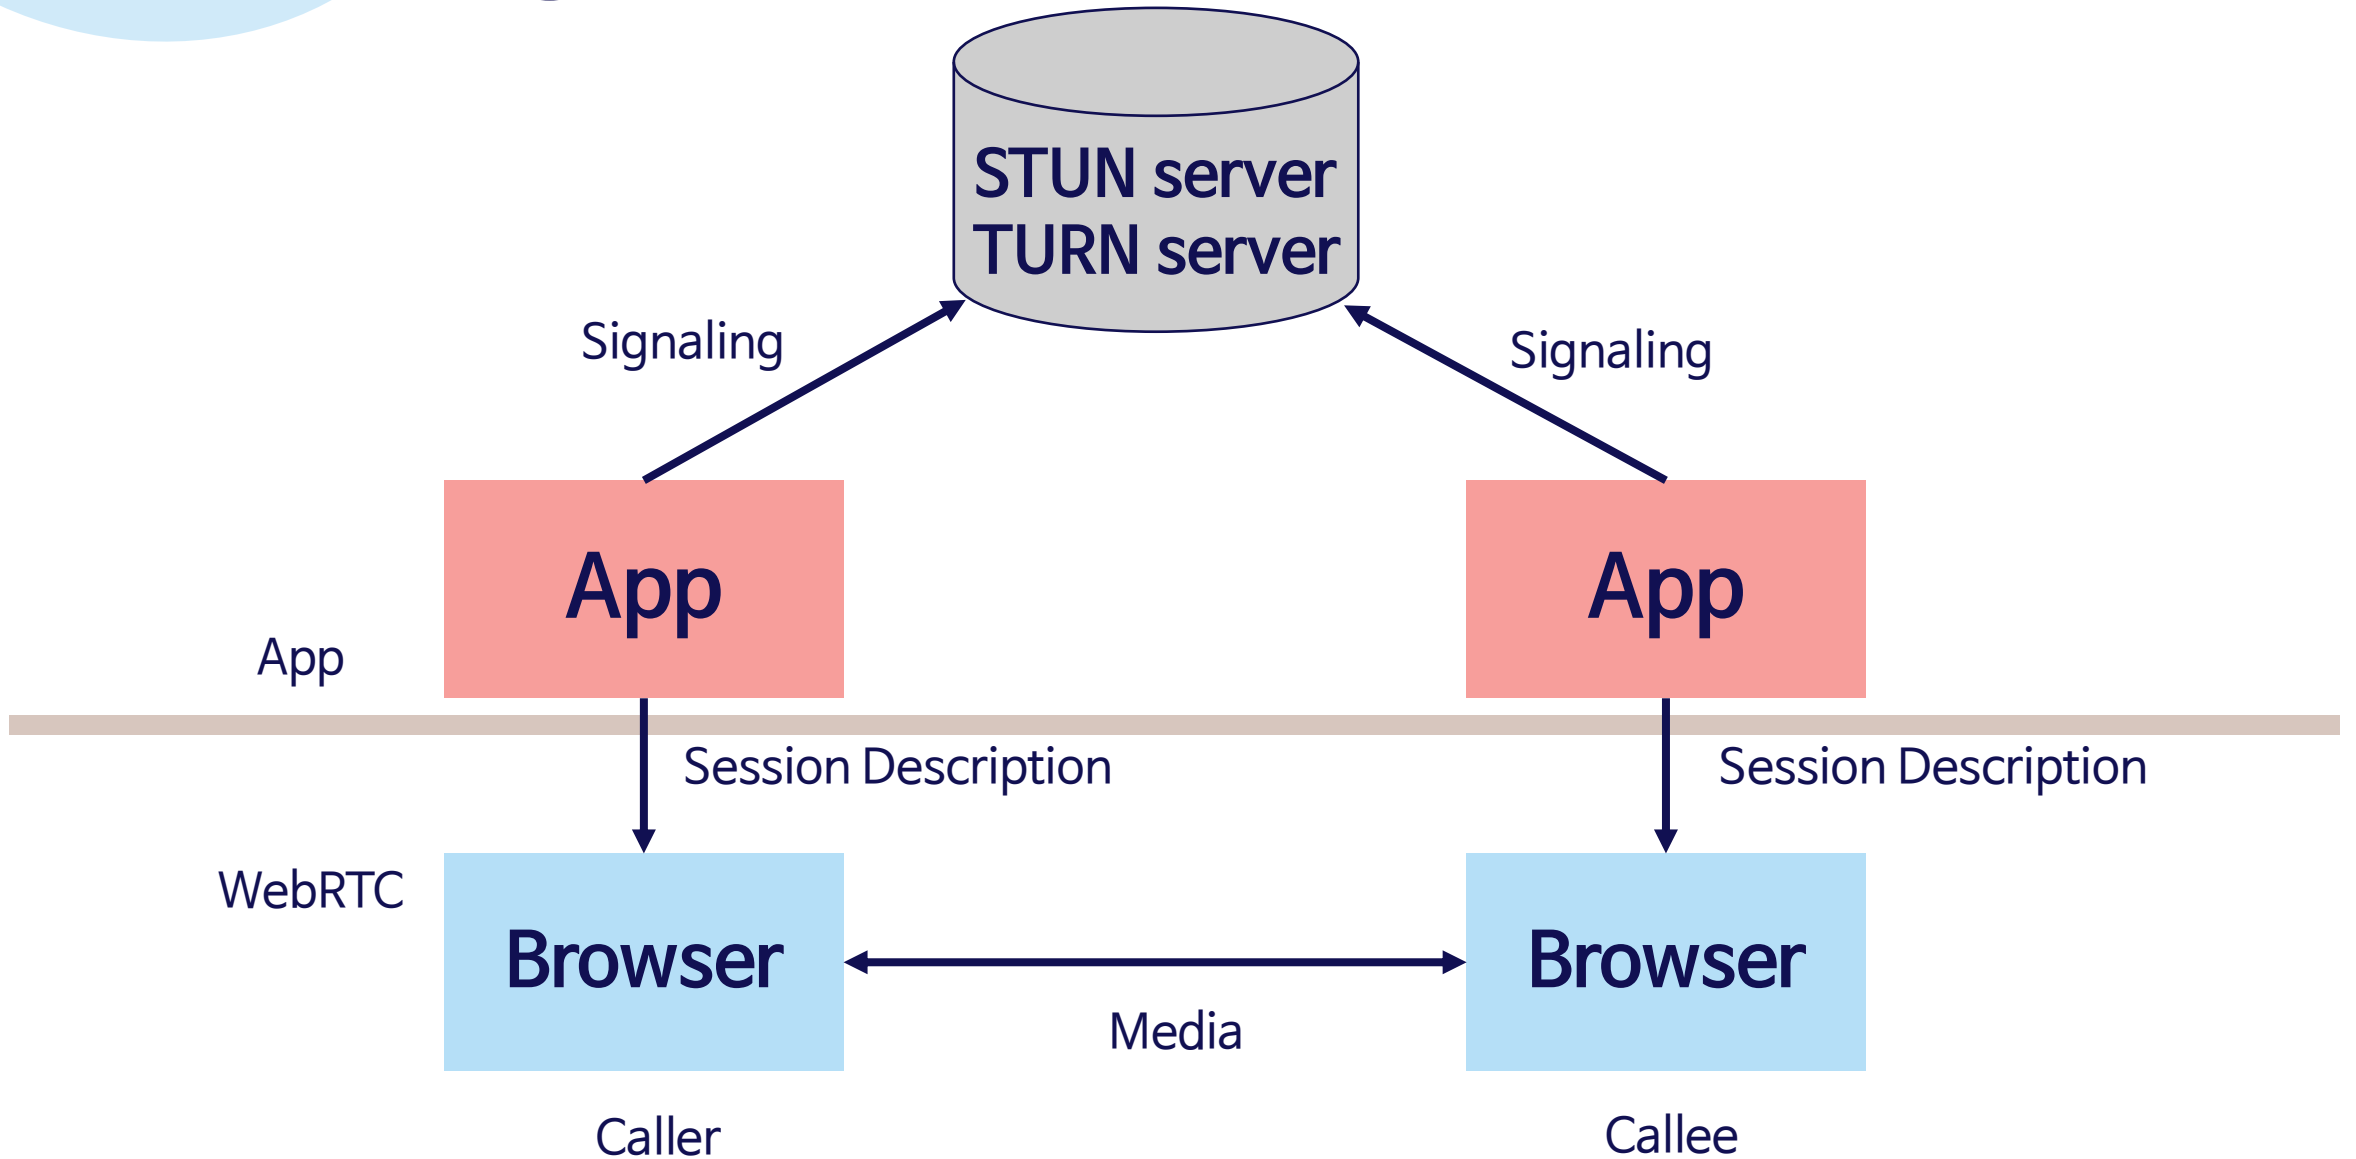 STUN server
TURN server
Signaling
Signaling
App
App
App
Session Description
Session Description
WebRTC
Browser
Browser
Media
Caller
Callee